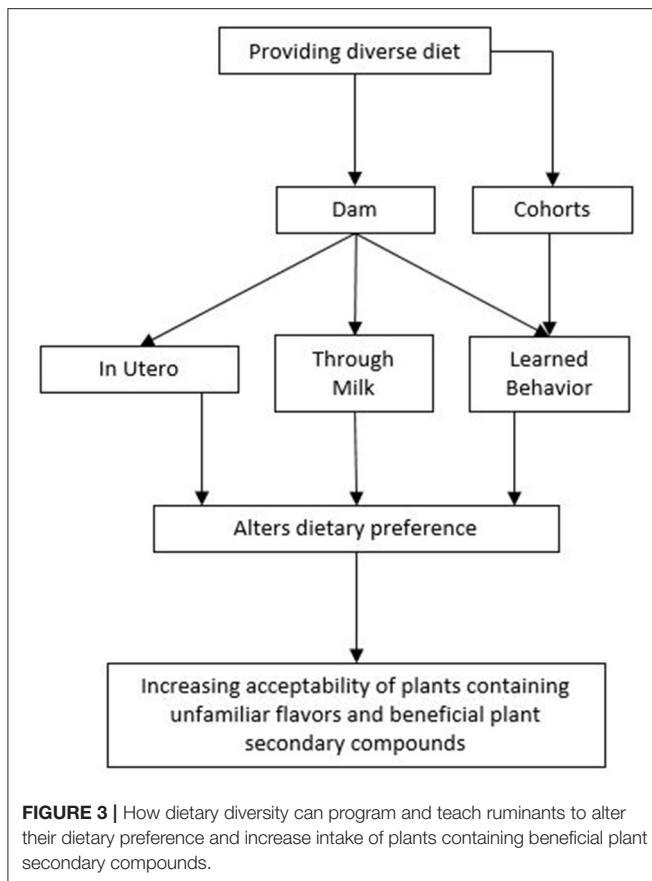 Providing diverse diet
Dam
Cohorts
In Utero
Through
Milk
Learned
Behavior
Alters dietary preference
Increasing acceptability of plants containing
unfamiliar flavors and beneficial plant
secondary compounds
FIGURE 3 | How dietary diversity can program and teach ruminants to alter
their dietary preference and increase intake of plants containing beneficial plant
secondary compounds.